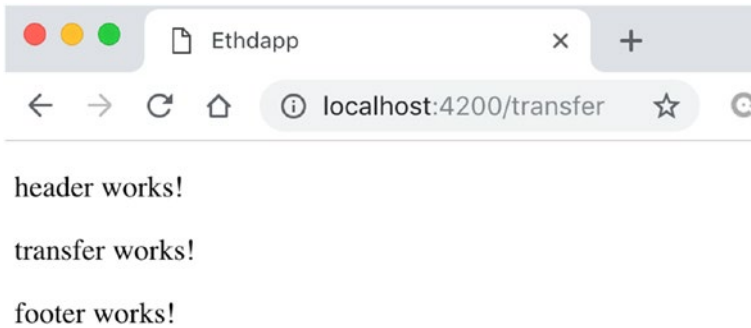 Ethdapp
localhost:4200/transfer
header works!
transfer works!
footer works!